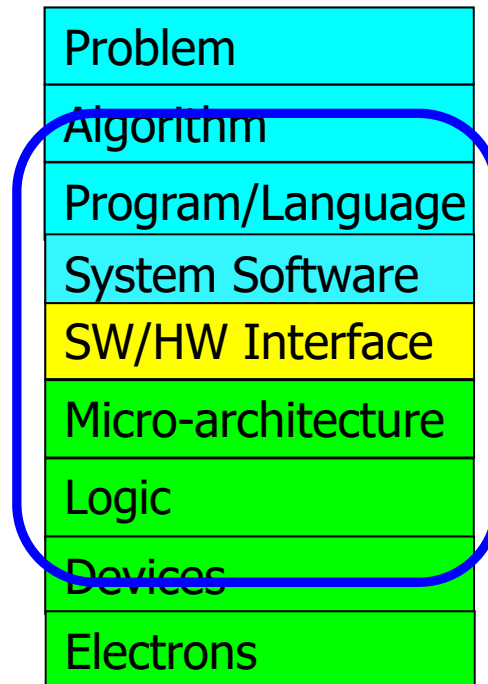 Problem
Algorithm
Program/Language
System Software
SW/HW Interface
Micro-architecture
Logic
Devices
Electrons